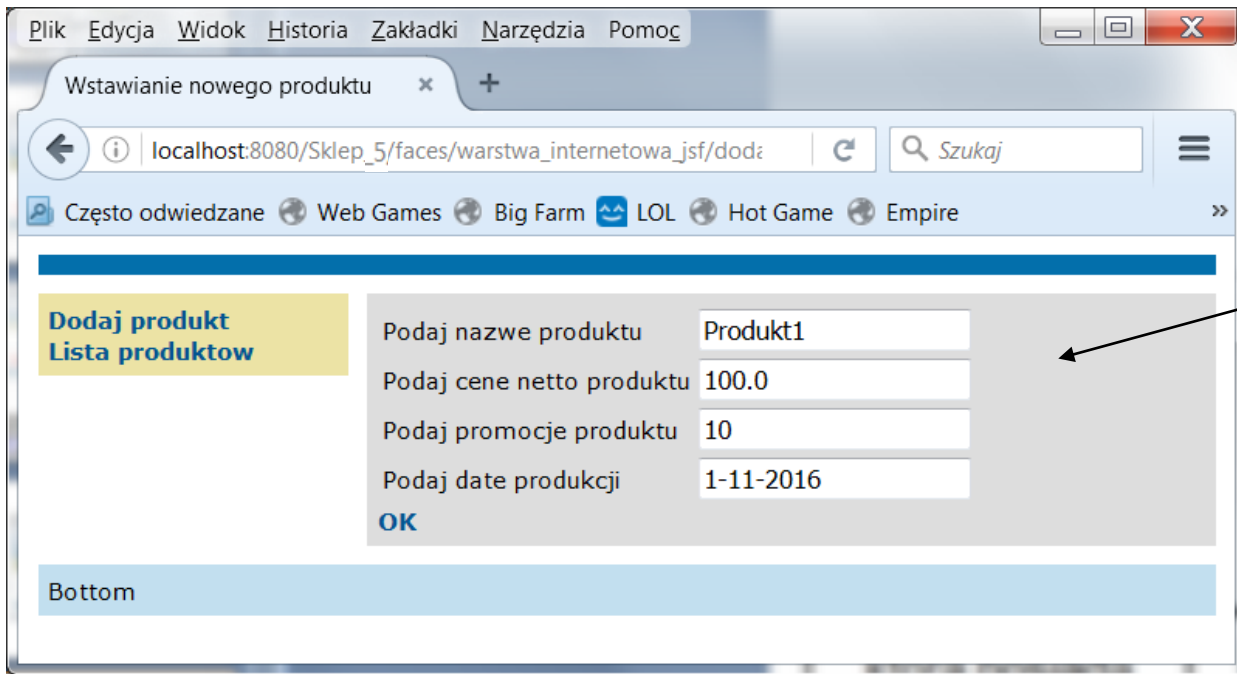 Plik Edycja Widok Historia Zakładki Narzędzia Pomoc
Wstawianie nowego produktu
localhost:8080/Sklep_5/faces/warstwa_internetowa_jsf/doda
Szukaj
Często odwiedzane Web Games Big Farm LOL Hot Game Empire
Dodaj produkt
Lista produktow
Podaj nazwe produktu Produkt1
Podaj cene netto produktu 100.0
Podaj promocje produktu 10
Podaj date produkcji 1-11-2016
OK
Bottom